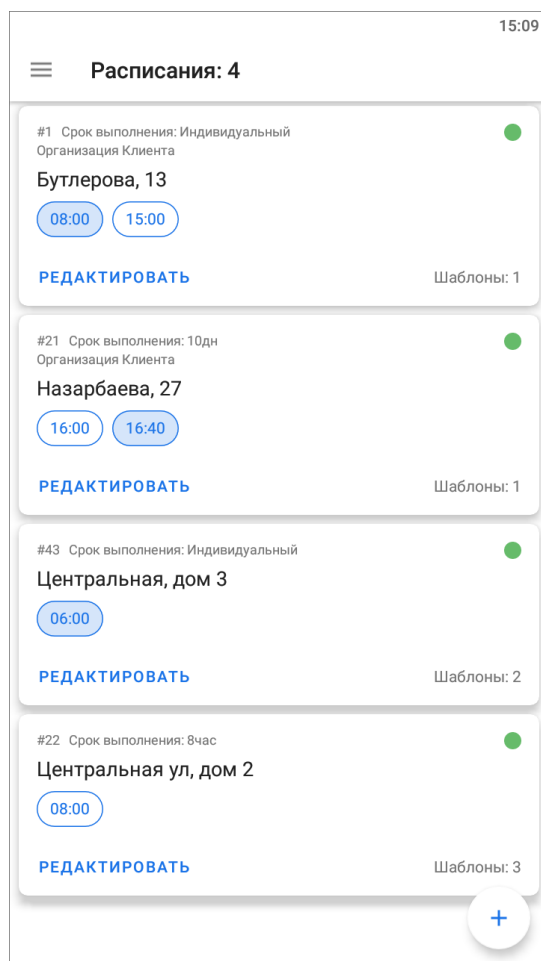 15:09
Расписания: 4
#1 Срок выполнения: Индивидуальный
Организация Клиента
Бутлерова, 13
08:00 15:00
РЕДАКТИРОВАТЬ Шаблоны: 1
#21 Срок выполнения: 10дн
Организация Клиента
Назарбаева, 27
16:00 16:40
РЕДАКТИРОВАТЬ Шаблоны: 1
#43 Срок выполнения: Индивидуальный
Центральная, дом 3
06:00
РЕДАКТИРОВАТЬ Шаблоны: 2
#22 Срок выполнения: 8час
Центральная ул, дом 2
08:00
РЕДАКТИРОВАТЬ Шаблоны: 3
+